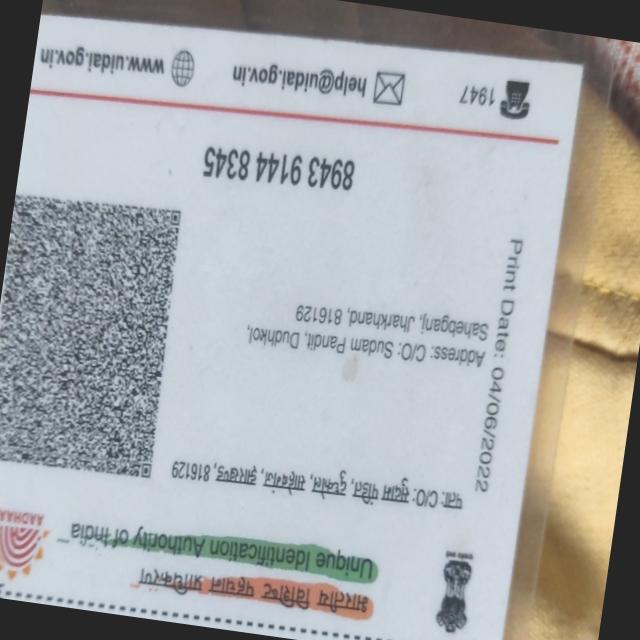 भारतीय विशिष्ट पहचान प्राधिकरण
Unique Identification Authority of India
AADHAAR
पता: C/O: सुदाम पंडित, दुधकोल, साहेबगंज, झारखण्ड, 816129
Address: C/O: Sudam Pandit, Dudhkol,
Sahebganj, Jharkhand, 816129
Print Date: 04/06/2022
8943 9144 8345
1947
help@uidai.gov.in
www.uidai.gov.in